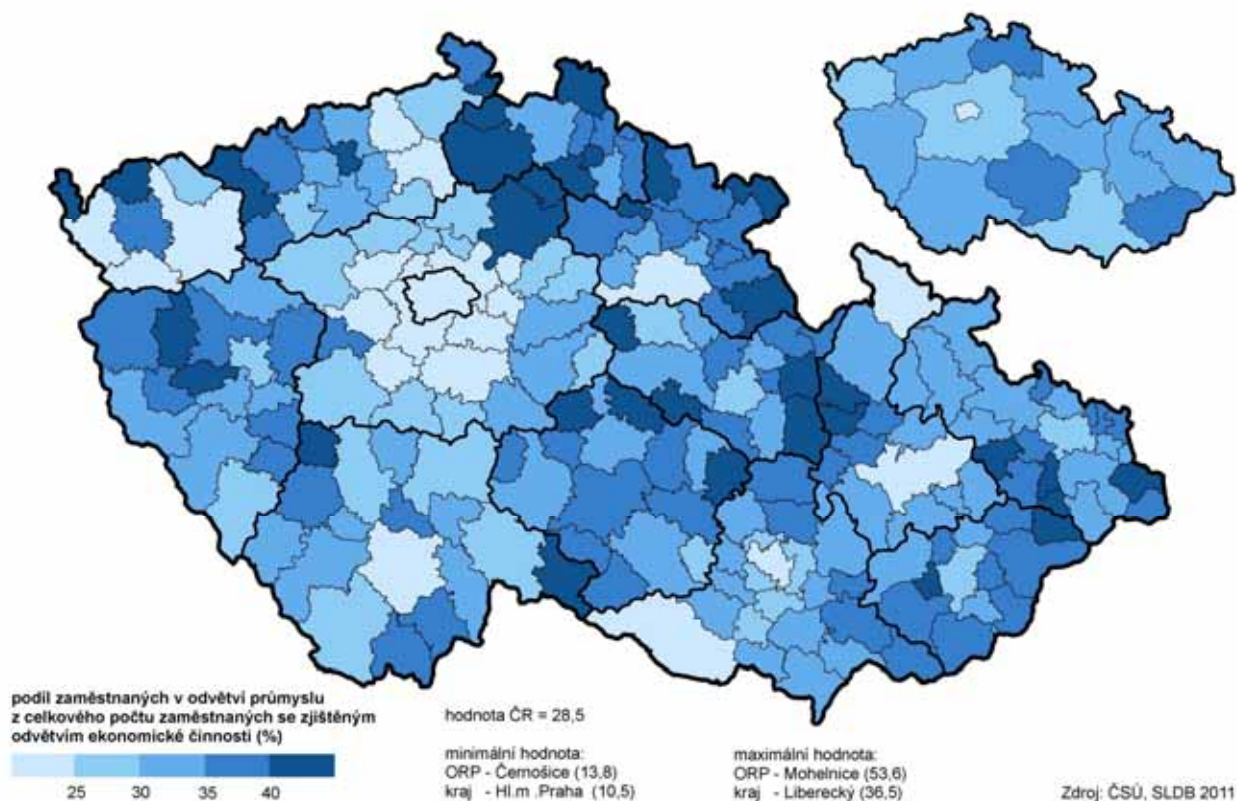 podíl zaměstnaných v odvětví průmyslu
z celkového počtu zaměstnaných se zjištěným
odvětvím ekonomické činnosti (%)
25 30 35 40
hodnota ČR = 28,5
minimální hodnota:
ORP - Černošice (13,8)
kraj - Hl.m .Praha (10,5)
maximální hodnota:
ORP - Mohelnice (53,6)
kraj - Liberecký (36,5)
Zdroj: ČSÚ, SLDB 2011